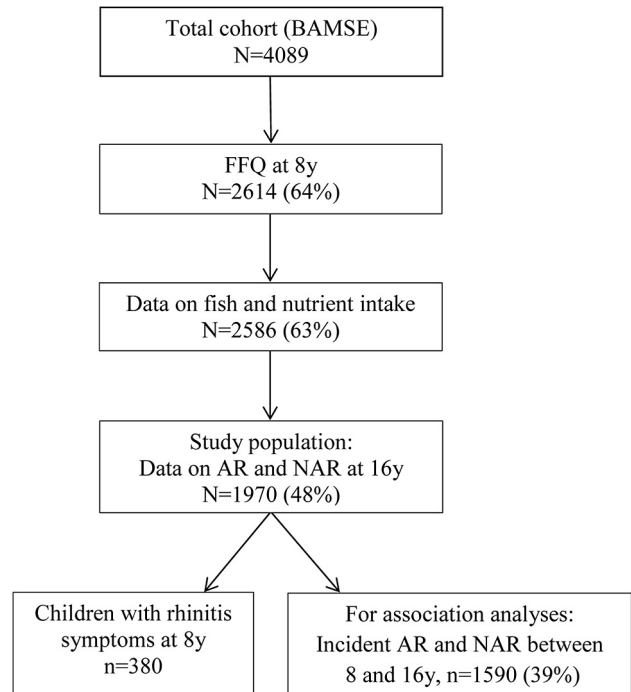 Total cohort (BAMSE)
N=4089
FFQ at 8y
N=2614 (64%)
Data on fish and nutrient intake
N=2586 (63%)
Study population:
Data on AR and NAR at 16y
N=1970 (48%)
Children with rhinitis
symptoms at 8y
n=380
For association analyses:
Incident AR and NAR between
8 and 16y, n=1590 (39%)